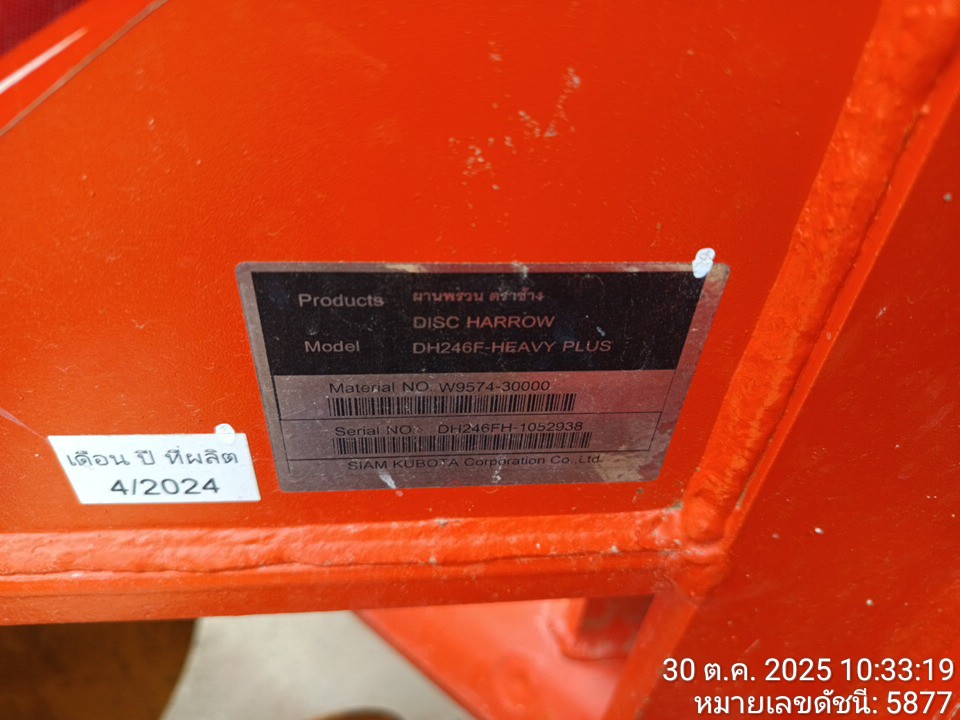 Products ผานพรวน ตราช้าง
DISC HARROW
Model DH246F-HEAVY PLUS
Material NO. W9574-30000
Serial NO. DH246FH-1052938
SIAM KUBOTA Corporation Co.,Ltd.
เดือน ปี ที่ผลิต
4/2024
30 ต.ค. 2025 10:33:19
หมายเลขดัชนี: 5877